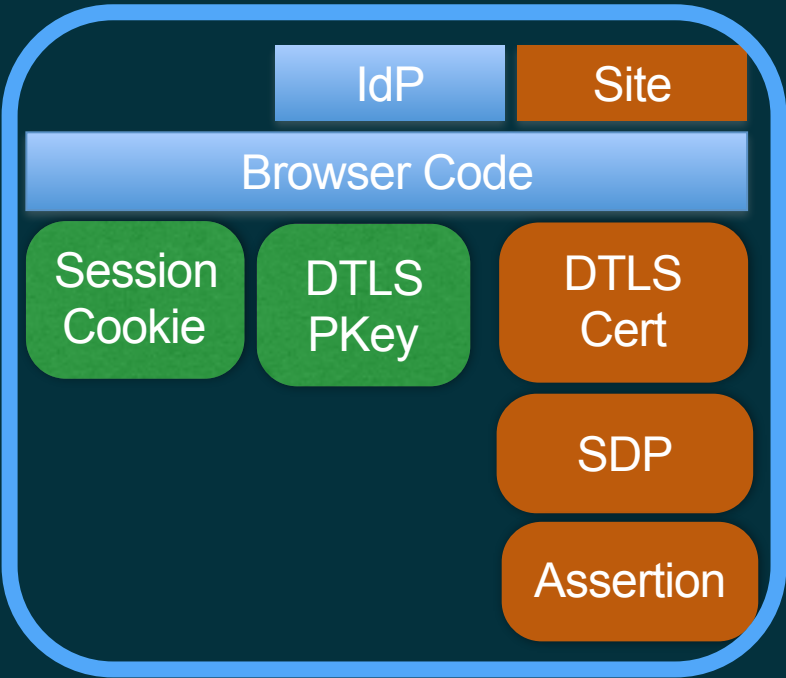 IdP
Site
Browser Code
Session
Cookie
DTLS
PKey
DTLS
Cert
SDP
Assertion